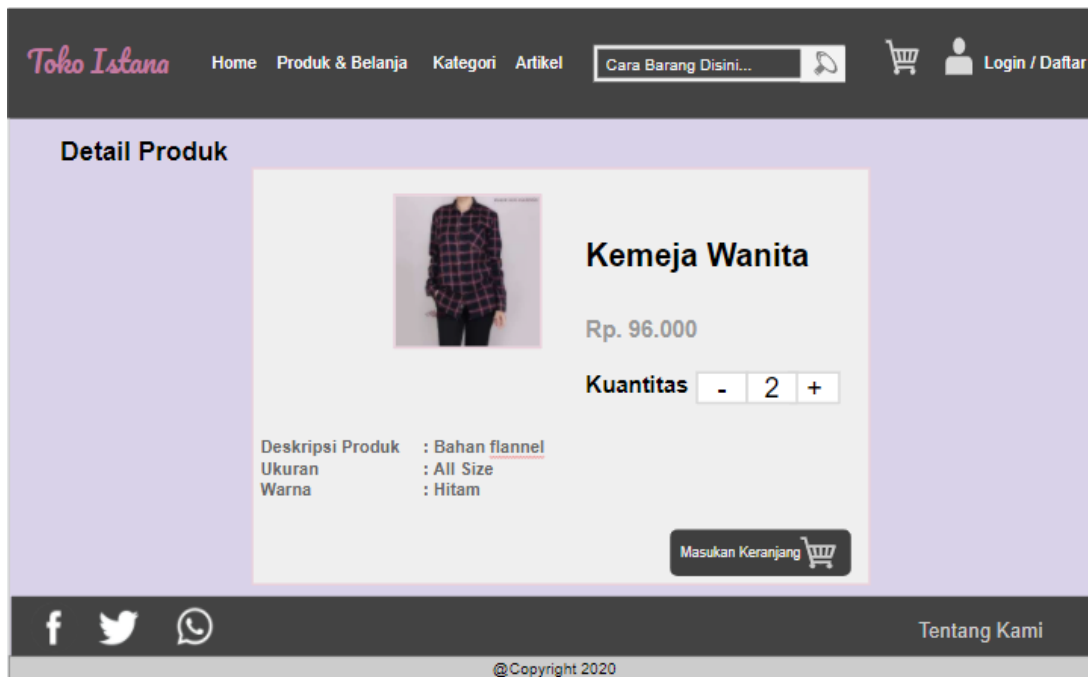 Toko Istana
Home Produk & Belanja Kategori Artikel
Cara Barang Disini...
Login / Daftar
Detail Produk
Kemeja Wanita
Rp. 96.000
Kuantitas - 2 +
Deskripsi Produk : Bahan flannel
Ukuran : All Size
Warna : Hitam
Masukan Keranjang
Tentang Kami
@Copyright 2020